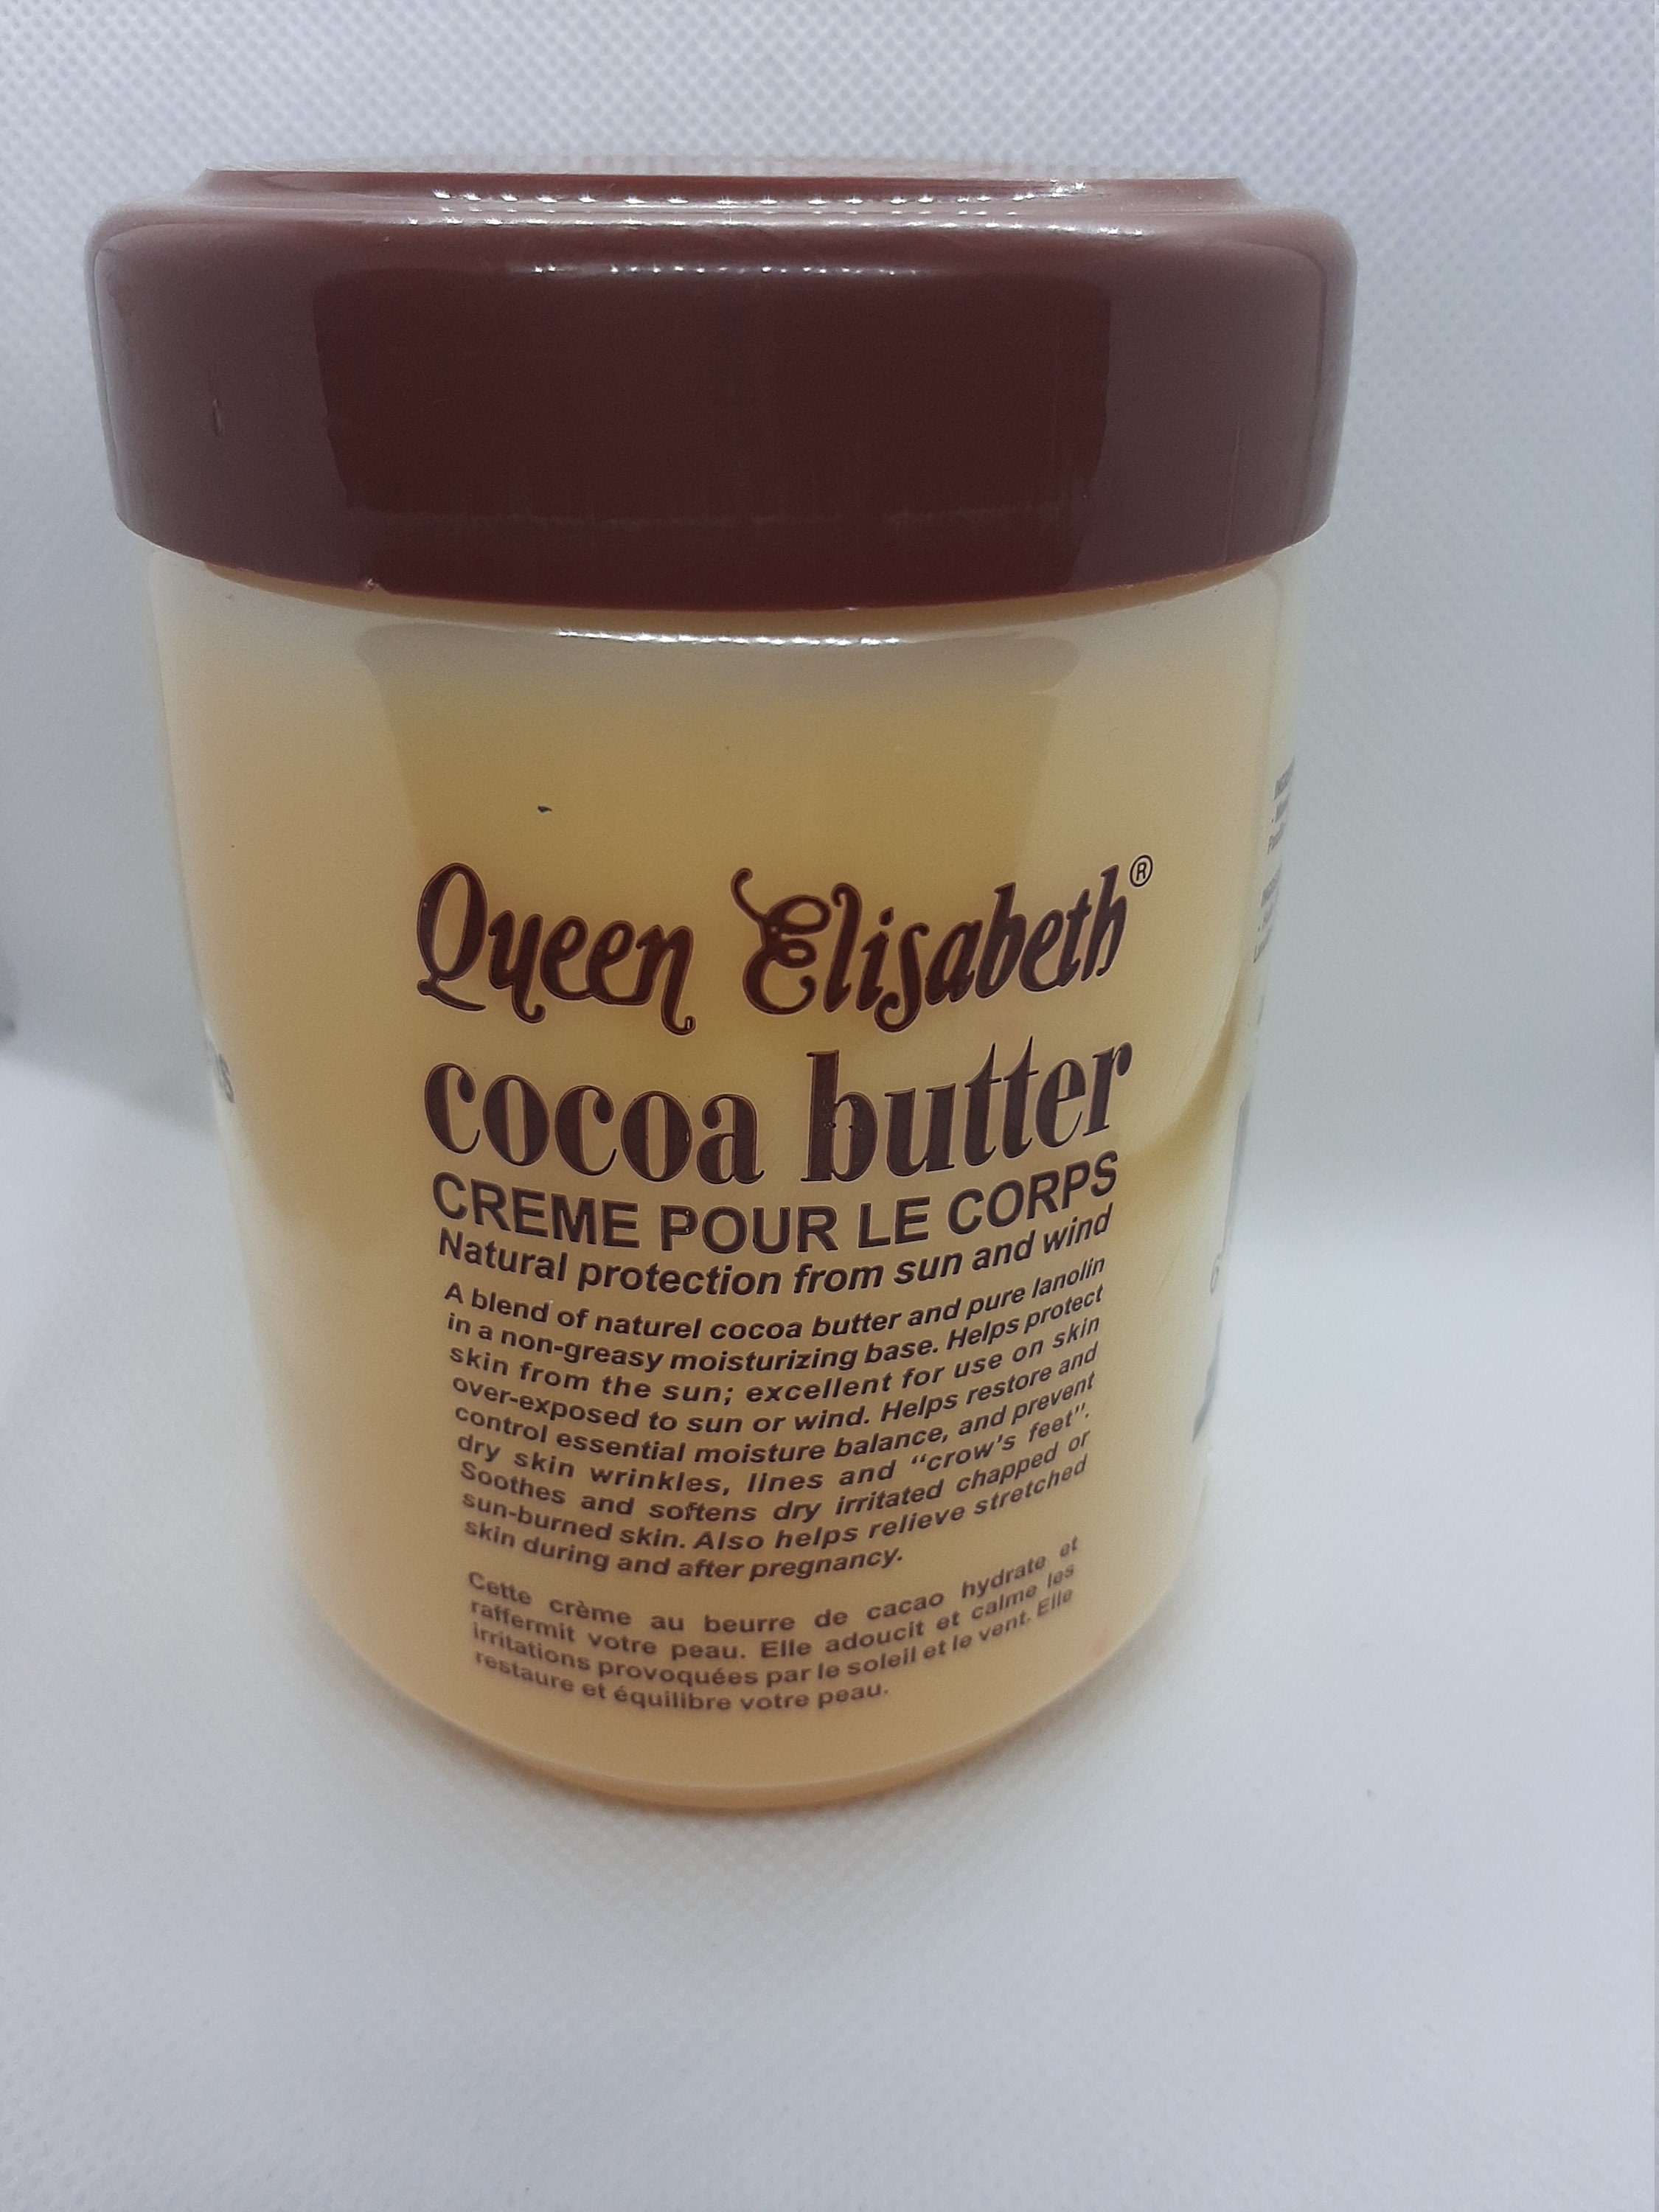 Queen Elisabeth®
cocoa butter
CREME POUR LE CORPS
Natural protection from sun and wind
A blend of naturel cocoa butter and pure lanolin
in a non-greasy moisturizing base. Helps protect
skin from the sun; excellent for use on skin
over-exposed to sun or wind. Helps restore and
control essential moisture balance, and prevent
dry skin wrinkles, lines and "crow's feet".
Soothes and softens dry irritated chapped or
sun-burned skin. Also helps relieve stretched
skin during and after pregnancy.
Cette crème au beurre de cacao hydrate et
raffermit votre peau. Elle adoucit et calme les
irritations provoquées par le soleil et le vent. Elle
restaure et équilibre votre peau.